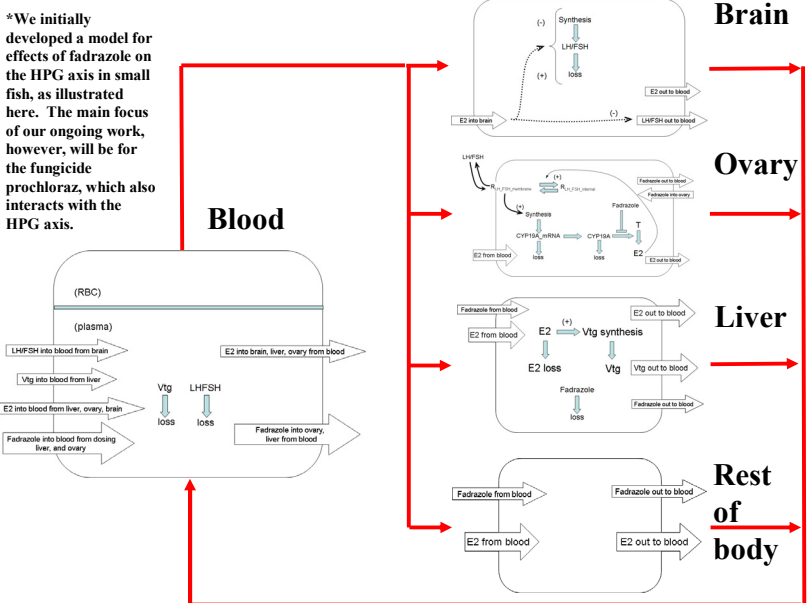 *We initially
developed a model for
effects of fadrazole on
the HPG axis in small
fish, as illustrated
here. The main focus
of our ongoing work,
however, will be for
the fungicide
prochloraz, which also
interacts with the
HPG axis.
Blood
(RBC)
(plasma)
LH/FSH into blood from brain
Vtg into blood from liver
E2 into blood from liver, ovary, brain
Fadrazole into blood from dosing
liver, and ovary
Vtg
loss
LHFSH
loss
E2 into brain, liver, ovary from blood
Fadrazole into ovary,
liver from blood
Brain
(-)
Synthesis
LH/FSH
(+)
loss
E2 into brain
(-)
E2 out to blood
LH/FSH out to blood
Ovary
LH/FSH
R LH_FSH_membrane
(+)
R LH_FSH_internal
(+)
Synthesis
CYP19A_mRNA
loss
CYP19A
loss
Fadrazole
T
E2
E2 from blood
Fadrazole out to blood
Fadrazole into ovary
E2 out to blood
Liver
Fadrazole from blood
E2 from blood
E2
(+)
Vtg synthesis
E2 loss
Vtg
Fadrazole
loss
E2 out to blood
Vtg out to blood
Fadrazole out to blood
Rest
of
body
Fadrazole from blood
E2 from blood
Fadrazole out to blood
E2 out to blood